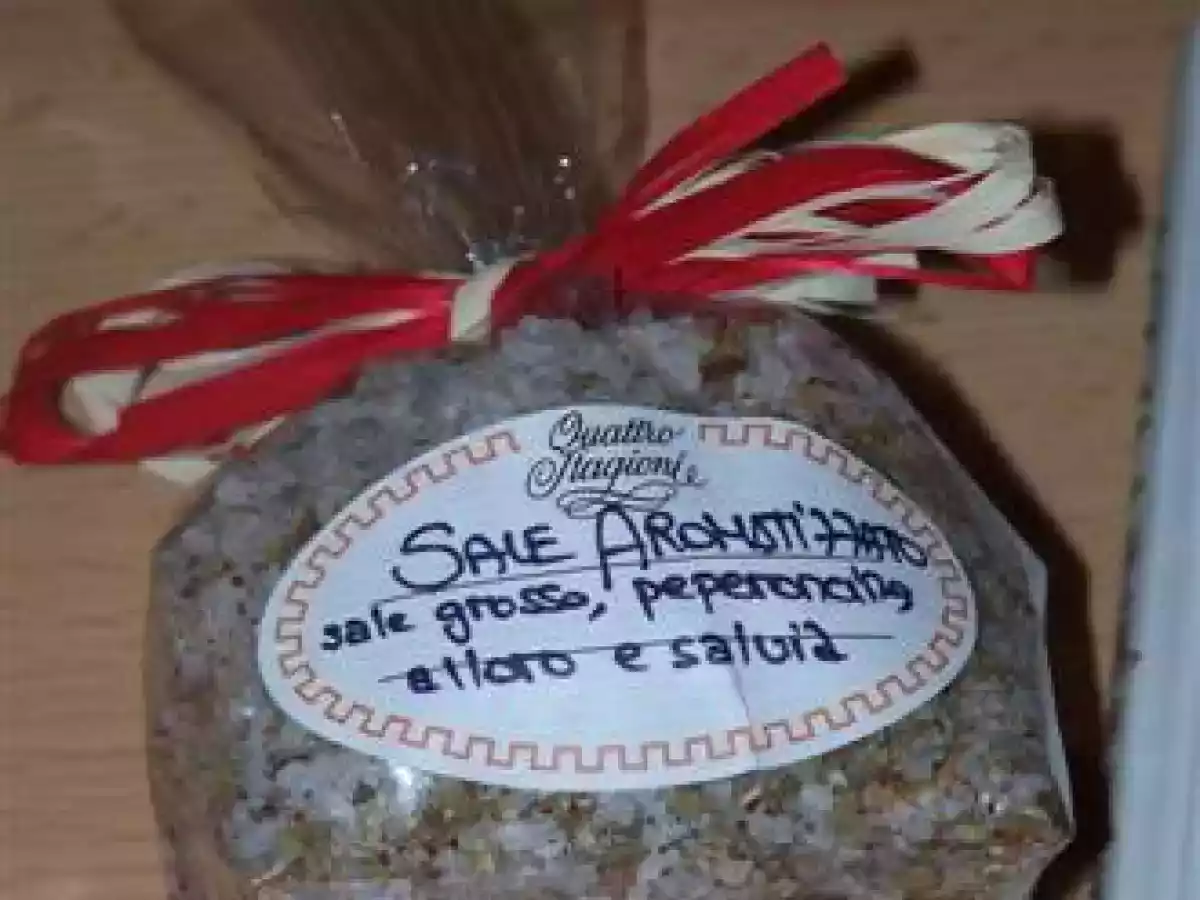 Quattro
Stagioni
SALE AROMATIZZATO
sale grosso, peperoncino,
alloro e salvia